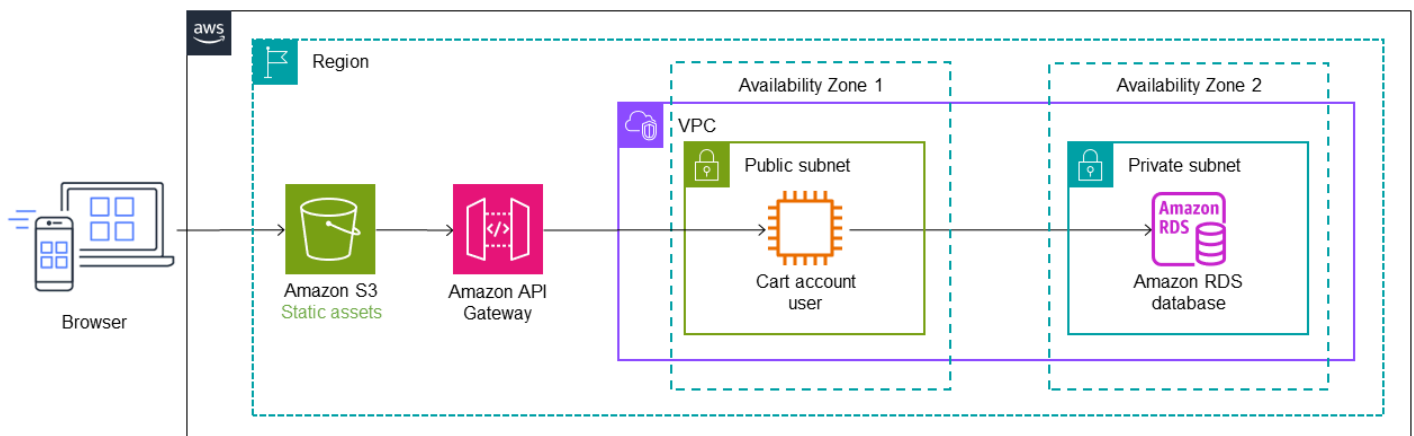 aws
Region
Availability Zone 1
Availability Zone 2
VPC
Public subnet
Private subnet
</>
Amazon
RDS
Amazon S3
Static assets
Amazon API
Gateway
Cart account
user
Amazon RDS
database
Browser